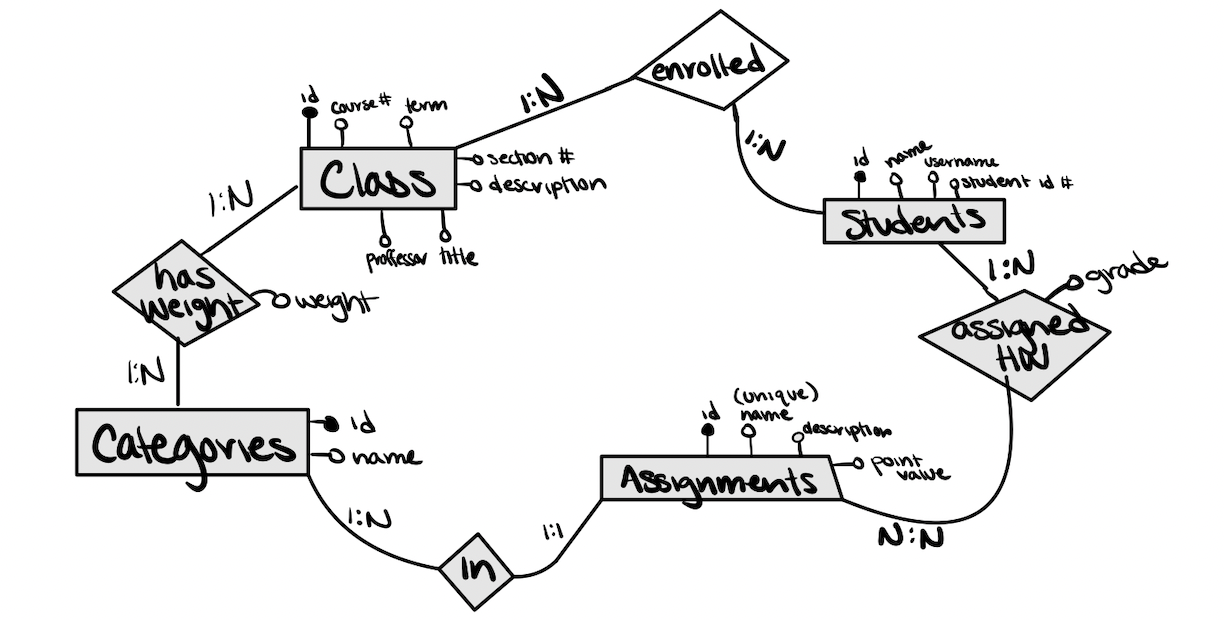 enrolled
1:N
1:N
id
course#
term
Class
section #
description
proffessor
title
id
name
username
student id #
Students
1:N
has
weight
weight
1:N
grade
assigned
HW
1:N
1:N
Categories
id
name
id
(unique)
name
description
point
value
Assignments
N:N
1:N
1:1
In